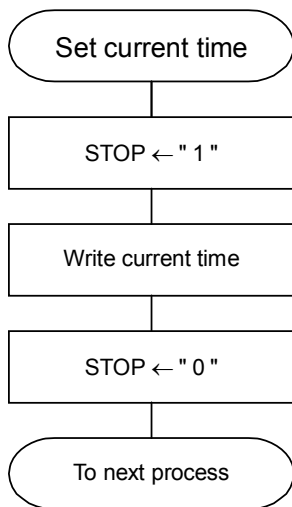 Set current time
STOP ← " 1 "
Write current time
STOP ← " 0 "
To next process